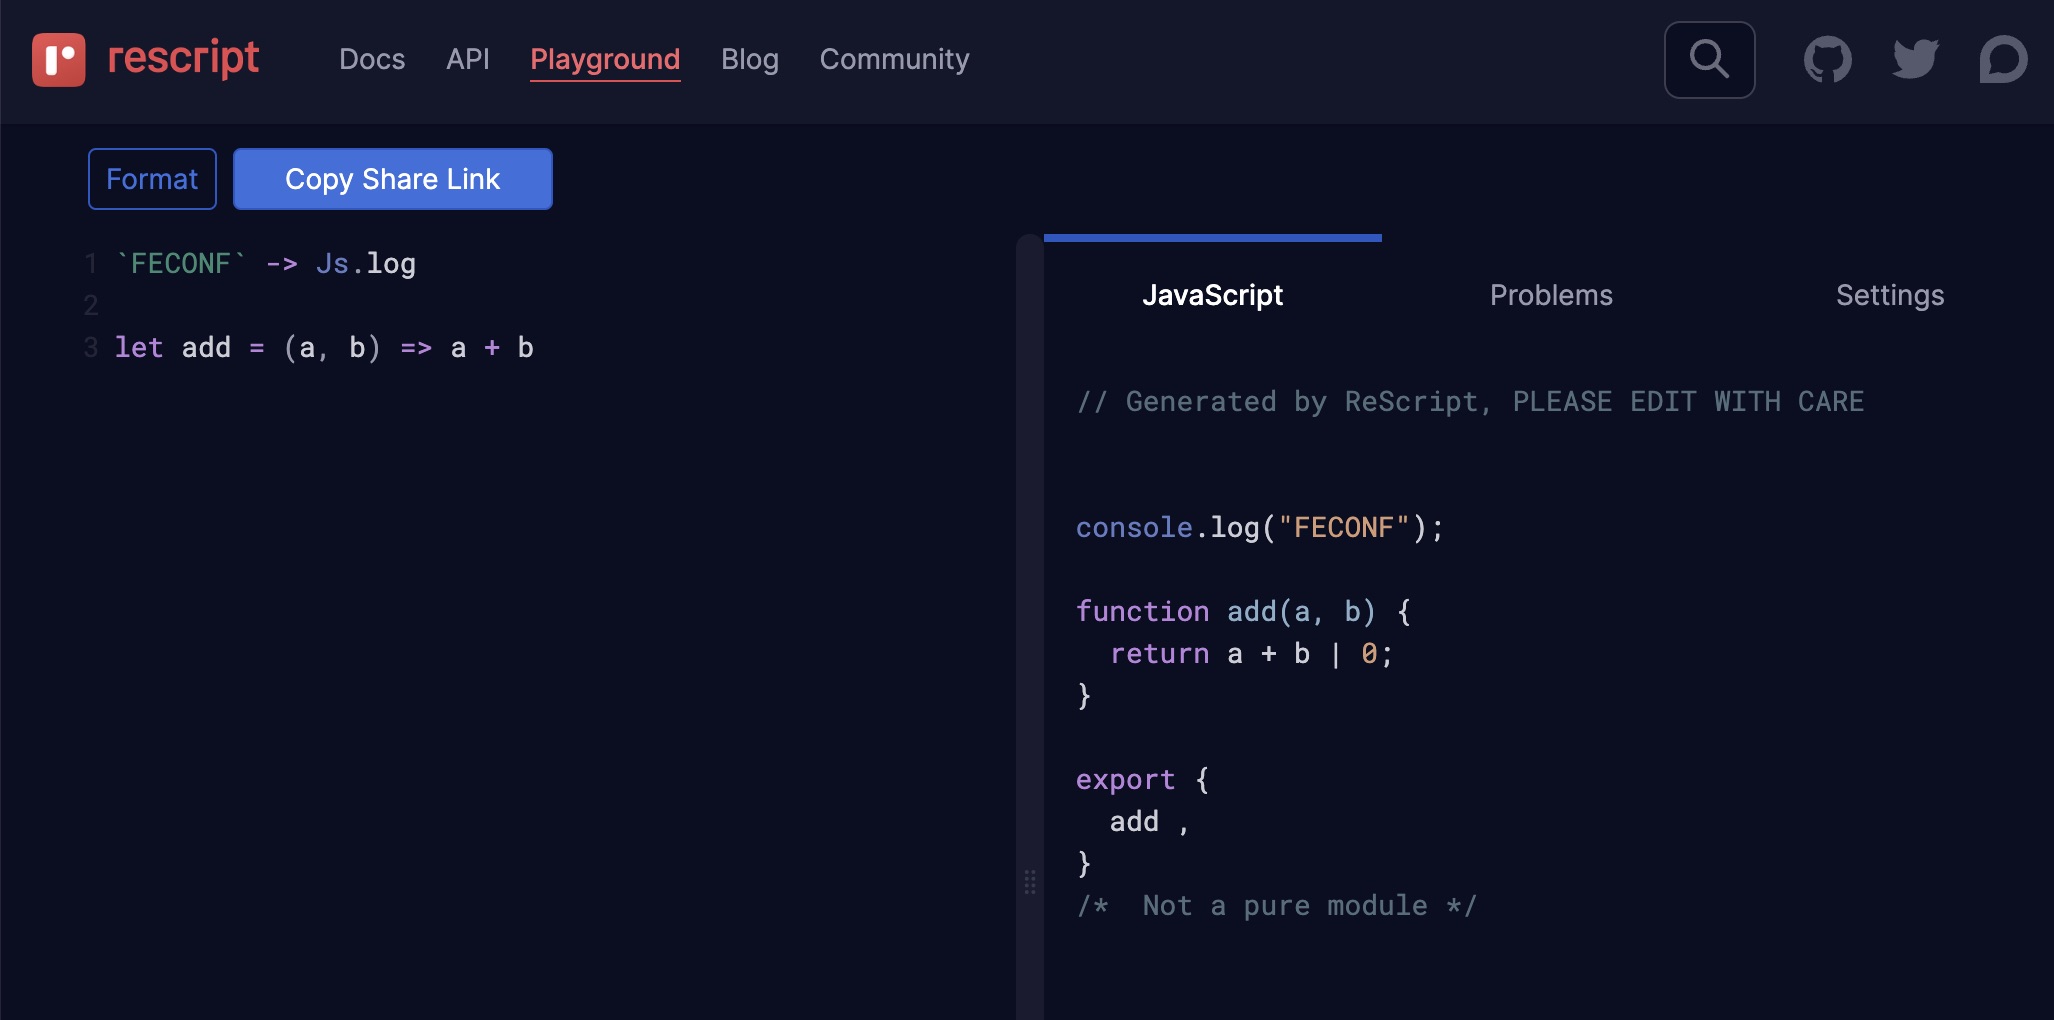 rescript Docs API Playground Blog Community
Format Copy Share Link
1 `FECONF` -> Js.log
2
3 let add = (a, b) => a + b
JavaScript Problems Settings
// Generated by ReScript, PLEASE EDIT WITH CARE
console.log("FECONF");
function add(a, b) {
  return a + b | 0;
}
export {
  add ,
}
/*  Not a pure module */